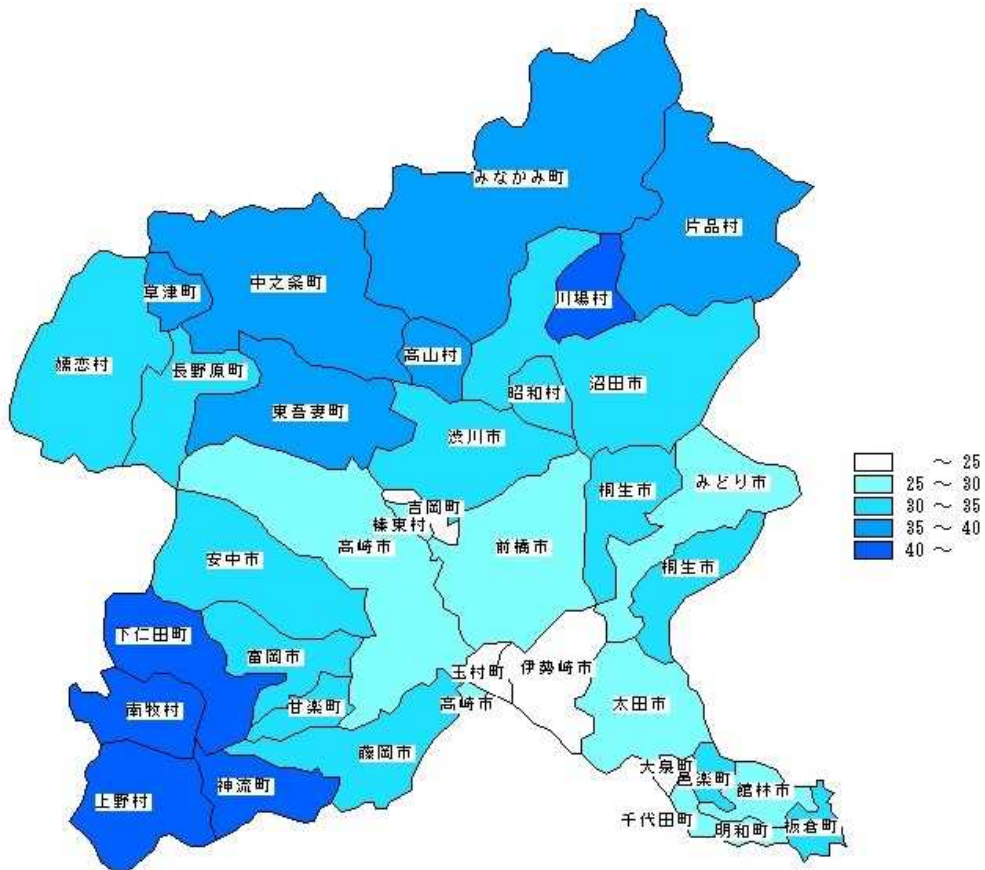 みなかみ町
片品村
中之条町
草津町
川場村
高山村
嬬恋村
長野原町
昭和村
沼田市
東吾妻町
渋川市
みどり市
桐生市
吉岡町
榛東村
高崎市
前橋市
安中市
桐生市
下仁田町
富岡市
玉村町
伊勢崎市
南牧村
甘楽町
高崎市
太田市
藤岡市
大泉町
邑楽町
神流町
館林市
上野村
千代田町
明和町
板倉町
～ 25
25 ～ 30
30 ～ 35
35 ～ 40
40 ～